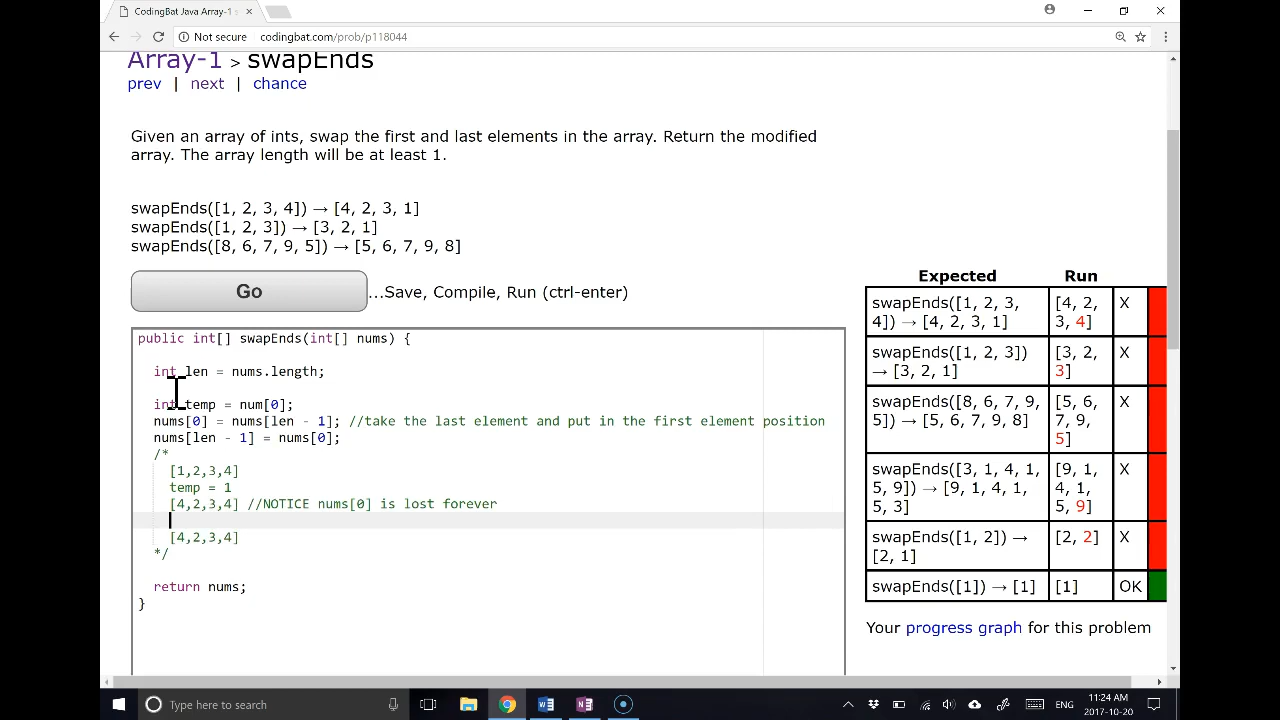 CodingBat Java Array-1
Not secure | codingbat.com/prob/p118044
Array-1 > swapEnds
prev | next | chance
Given an array of ints, swap the first and last elements in the array. Return the modified
array. The array length will be at least 1.
swapEnds([1, 2, 3, 4]) → [4, 2, 3, 1]
swapEnds([1, 2, 3]) → [3, 2, 1]
swapEnds([8, 6, 7, 9, 5]) → [5, 6, 7, 9, 8]
Go ...Save, Compile, Run (ctrl-enter)
public int[] swapEnds(int[] nums) {
int len = nums.length;
int temp = num[0];
nums[0] = nums[len - 1]; //take the last element and put in the first element position
nums[len - 1] = nums[0];
/*
[1,2,3,4]
temp = 1
[4,2,3,4] //NOTICE nums[0] is lost forever
[4,2,3,4]
*/
return nums;
}
Expected Run
swapEnds([1, 2, 3, [4, 2, X
4]) → [4, 2, 3, 1] 3, 4]
swapEnds([1, 2, 3]) [3, 2, X
→ [3, 2, 1] 3]
swapEnds([8, 6, 7, 9, [5, 6, X
5]) → [5, 6, 7, 9, 8] 7, 9,
5]
swapEnds([3, 1, 4, 1, [9, 1, X
5, 9]) → [9, 1, 4, 1, 4, 1,
5, 3] 5, 9]
swapEnds([1, 2]) → [2, 2] X
[2, 1]
swapEnds([1]) → [1] [1] OK
Your progress graph for this problem
Type here to search
ENG
11:24 AM
2017-10-20